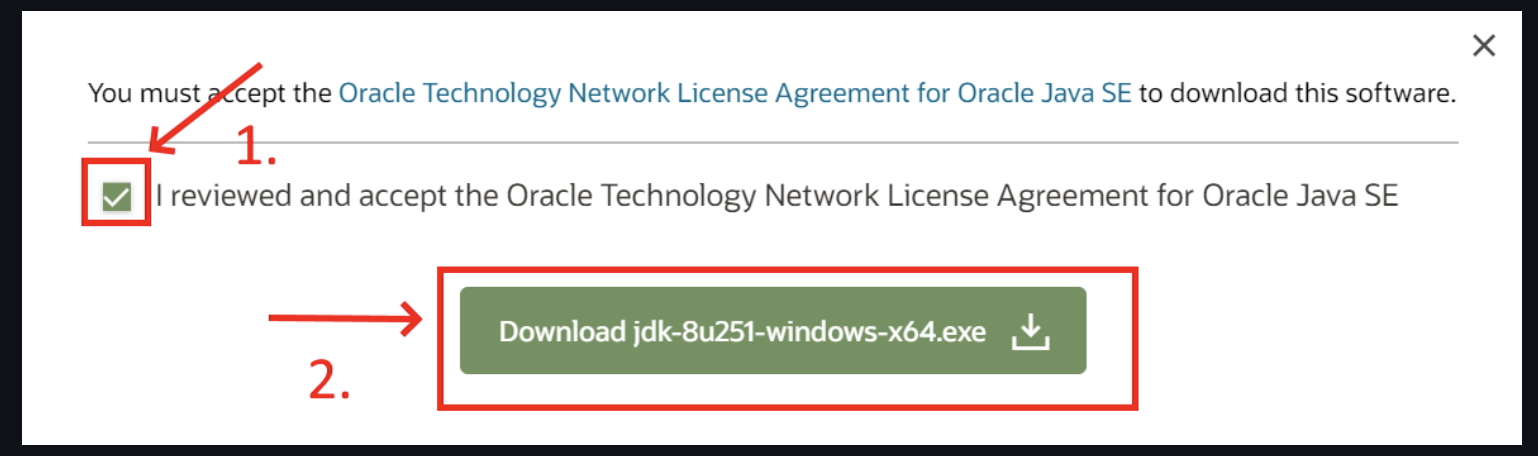 You must accept the Oracle Technology Network License Agreement for Oracle Java SE to download this software.
1.
I reviewed and accept the Oracle Technology Network License Agreement for Oracle Java SE
Download jdk-8u251-windows-x64.exe
2.